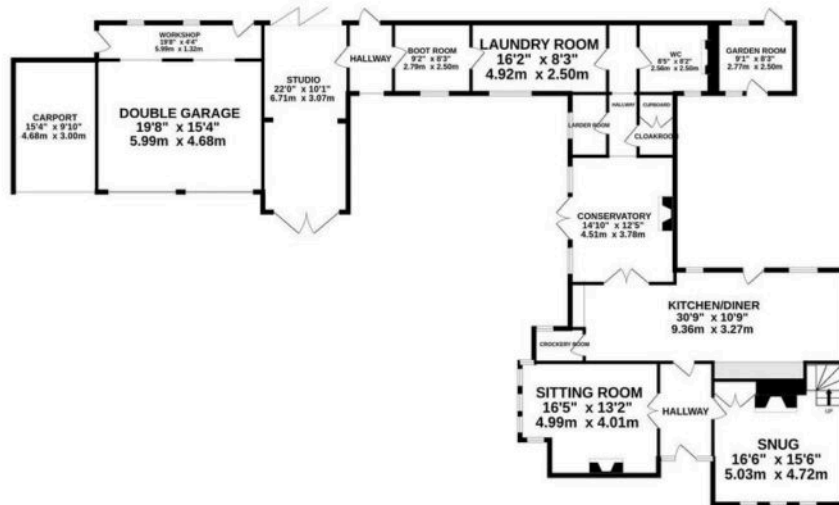 WORKSHOP
19'8" x 4'4"
5.99m x 1.32m
CARPORT
15'4" x 9'10"
4.68m x 3.00m
DOUBLE GARAGE
19'8" x 15'4"
5.99m x 4.68m
STUDIO
22'0" x 10'1"
6.71m x 3.07m
HALLWAY
BOOT ROOM
9'2" x 8'3"
2.79m x 2.50m
LAUNDRY ROOM
16'2" x 8'3"
4.92m x 2.50m
WC
8'5" x 8'2"
2.56m x 2.50m
GARDEN ROOM
9'1" x 8'3"
2.77m x 2.50m
HALLWAY
CUPBOARD
LARDER ROOM
CLOAKROOM
CONSERVATORY
14'10" x 12'5"
4.51m x 3.78m
KITCHEN/DINER
30'9" x 10'9"
9.36m x 3.27m
CROCKERY ROOM
SITTING ROOM
16'5" x 13'2"
4.99m x 4.01m
HALLWAY
UP
SNUG
16'6" x 15'6"
5.03m x 4.72m